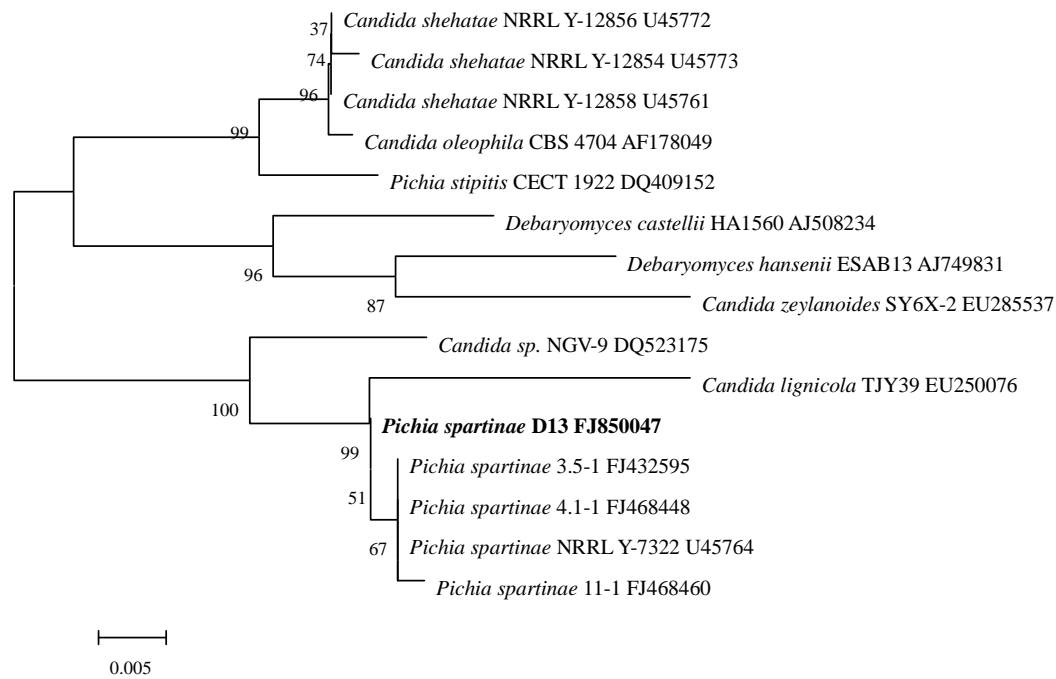 Candida shehatae NRRL Y-12856 U45772
37
Candida shehatae NRRL Y-12854 U45773
74
Candida shehatae NRRL Y-12858 U45761
96
Candida oleophila CBS 4704 AF178049
99
Pichia stipitis CECT 1922 DQ409152
Debaryomyces castellii HA1560 AJ508234
Debaryomyces hansenii ESAB13 AJ749831
96
Candida zeylanoides SY6X-2 EU285537
87
Candida sp. NGV-9 DQ523175
Candida lignicola TJY39 EU250076
100
Pichia spartinae D13 FJ850047
99
Pichia spartinae 3.5-1 FJ432595
51
Pichia spartinae 4.1-1 FJ468448
Pichia spartinae NRRL Y-7322 U45764
67
Pichia spartinae 11-1 FJ468460
0.005